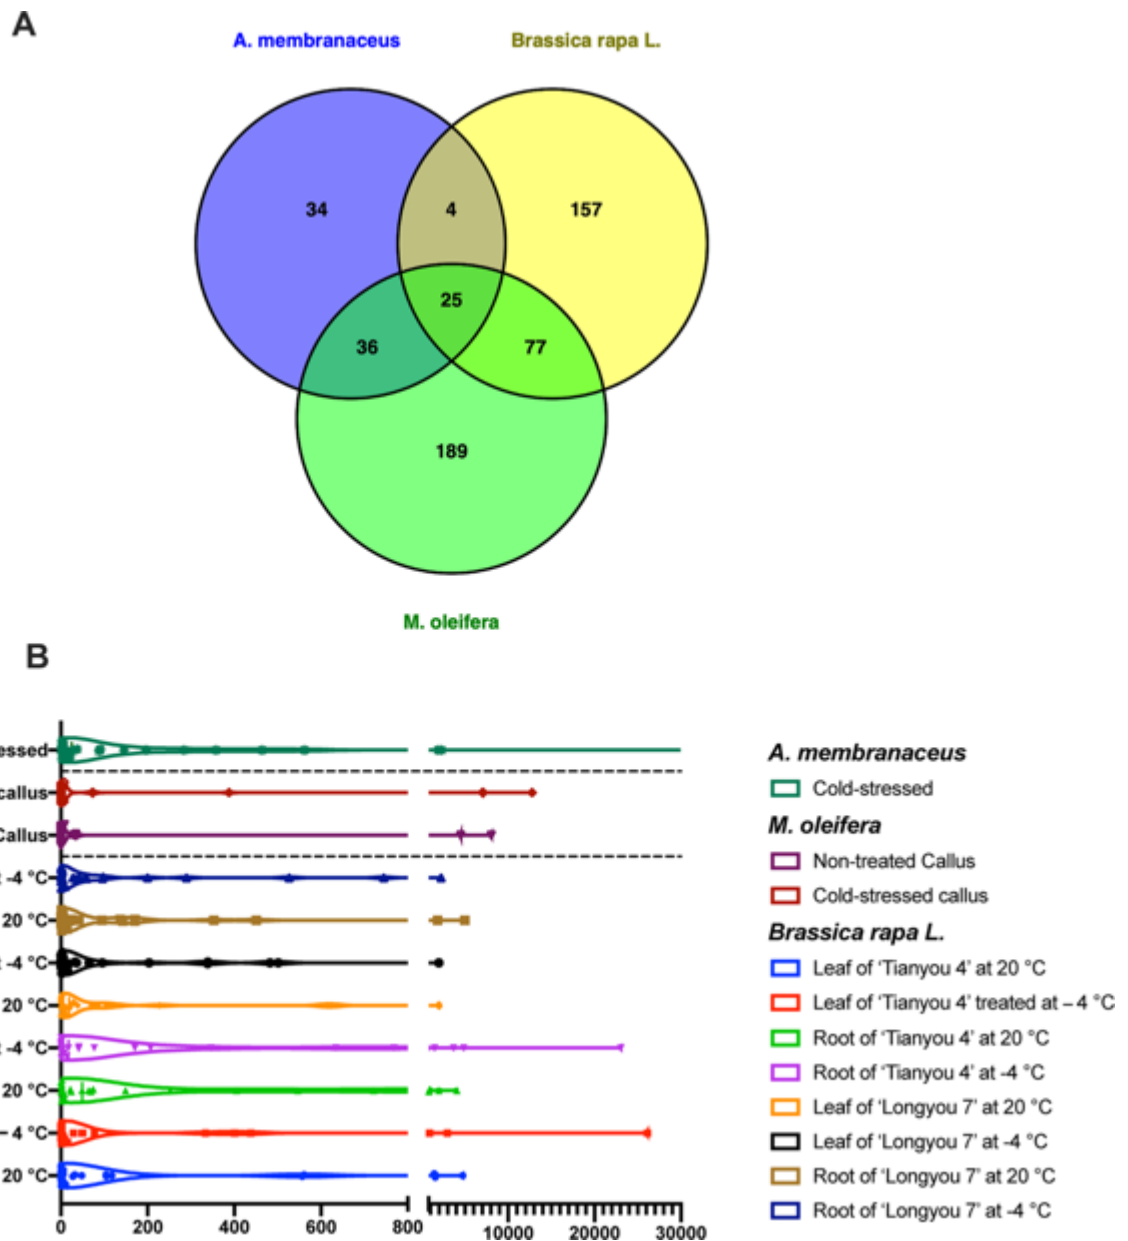 A
A. membranaceus
Brassica rapa L.
34
4
157
25
36
77
189
M. oleifera
B
essed
callus
Callus
-4 °C
20 °C
-4 °C
20 °C
-4 °C
20 °C
– 4 °C
20 °C
0
200
400
600
800
10000
20000
30000
A. membranaceus
Cold-stressed
M. oleifera
Non-treated Callus
Cold-stressed callus
Brassica rapa L.
Leaf of ‘Tianyou 4’ at 20 °C
Leaf of ‘Tianyou 4’ treated at – 4 °C
Root of ‘Tianyou 4’ at 20 °C
Root of ‘Tianyou 4’ at -4 °C
Leaf of ‘Longyou 7’ at 20 °C
Leaf of ‘Longyou 7’ at -4 °C
Root of ‘Longyou 7’ at 20 °C
Root of ‘Longyou 7’ at -4 °C